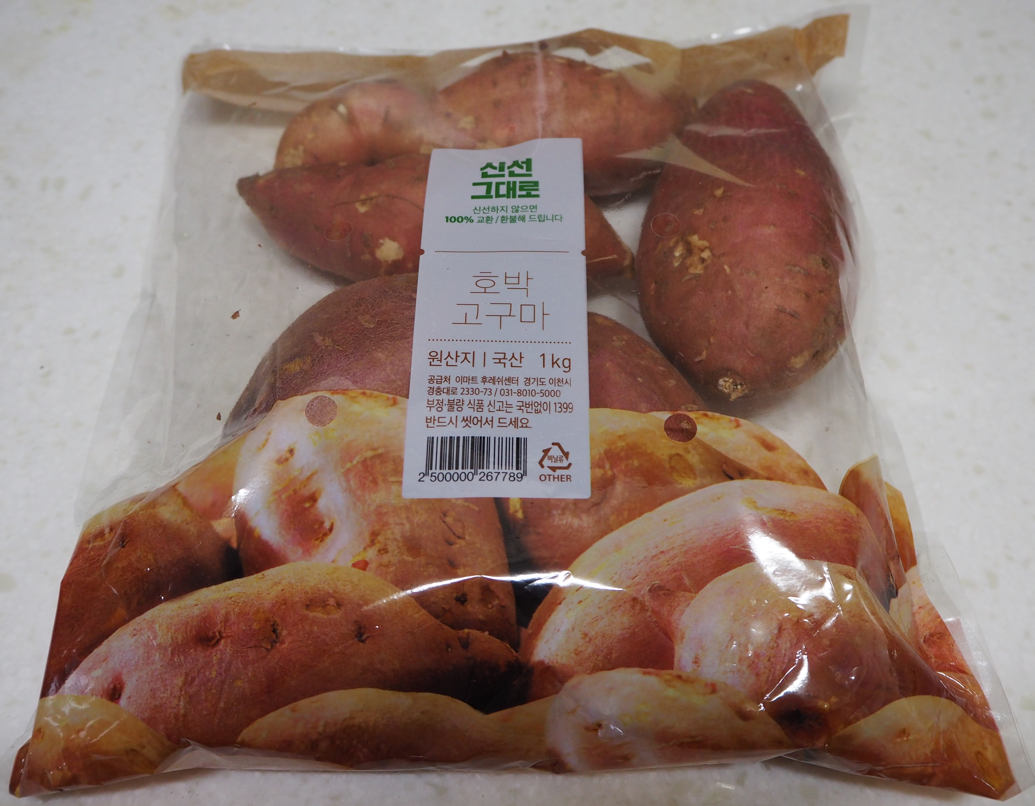 신선
그대로
신선하지 않으면
100% 교환/환불해 드립니다
호박
고구마
원산지 | 국산 1kg
공급처 이마트 후레쉬센터 경기도 이천시
경충대로 2330-73 / 031-8010-5000
부정·불량 식품 신고는 국번없이 1399
반드시 씻어서 드세요.
비닐류
OTHER
2 500000 267789